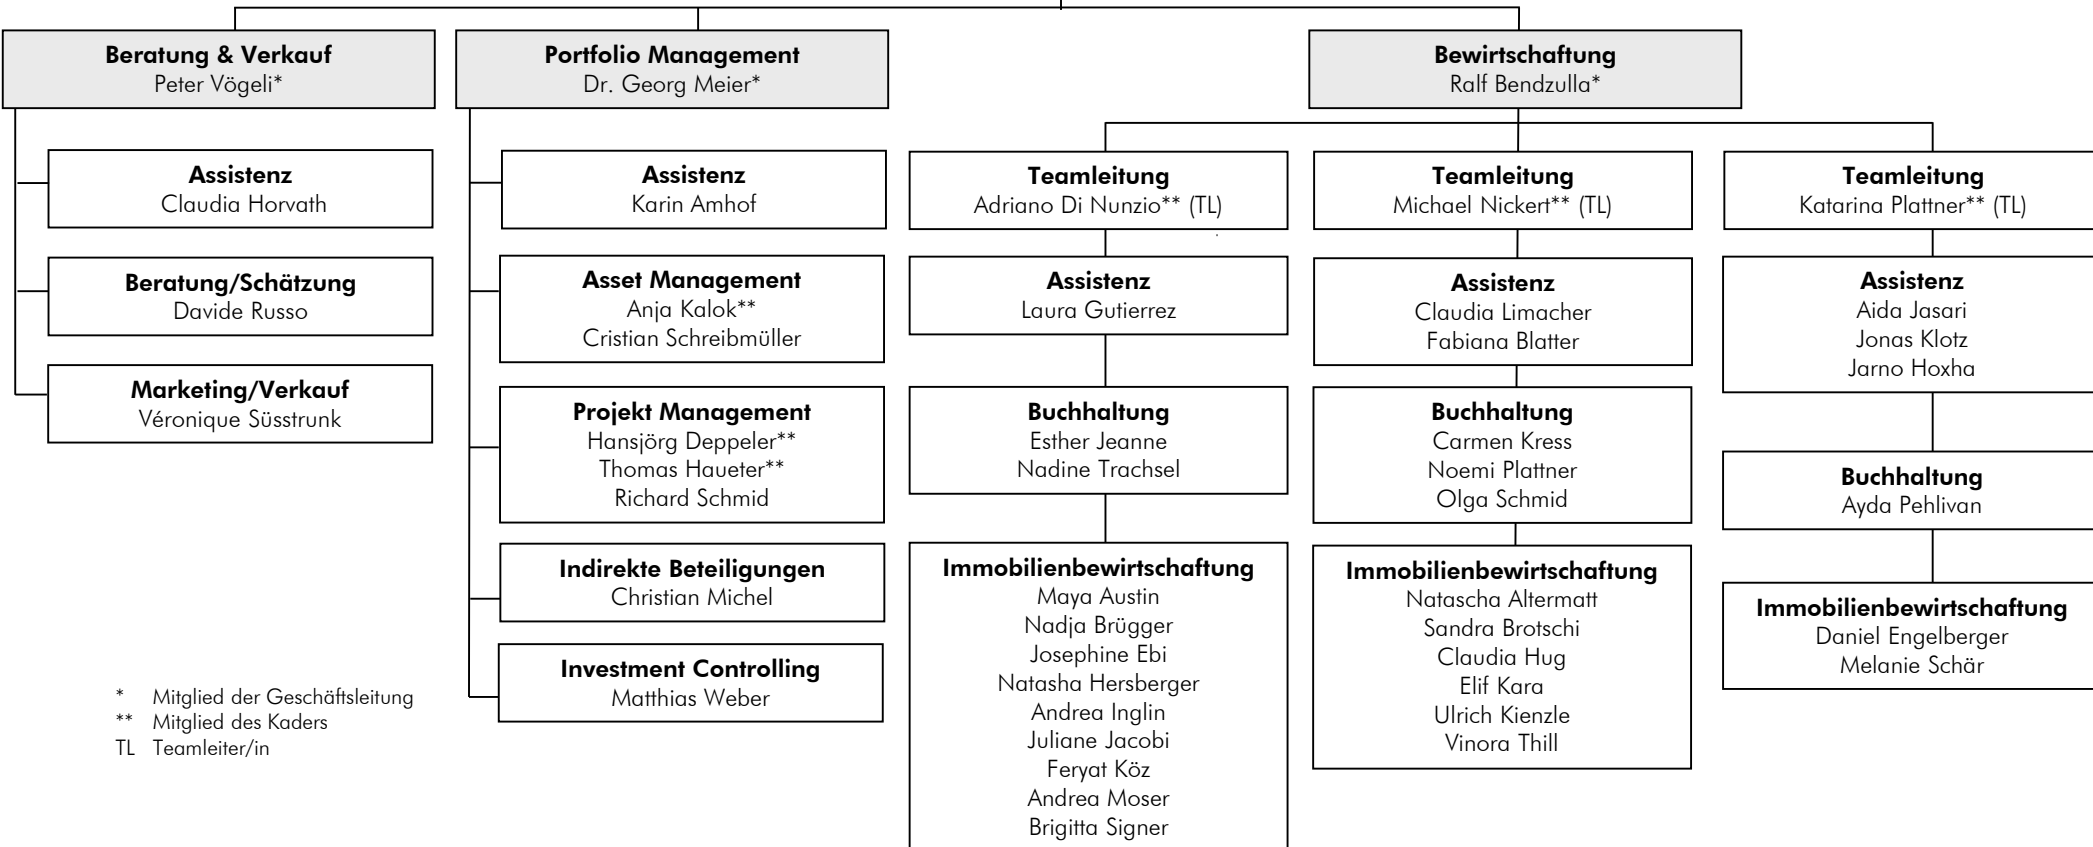 Beratung & Verkauf
Peter Vögeli*
Assistenz
Claudia Horvath
Beratung/Schätzung
Davide Russo
Marketing/Verkauf
Véronique Süsstrunk
Portfolio Management
Dr. Georg Meier*
Assistenz
Karin Amhof
Asset Management
Anja Kalok**
Cristian Schreibmüller
Projekt Management
Hansjörg Deppeler**
Thomas Haueter**
Richard Schmid
Indirekte Beteiligungen
Christian Michel
Investment Controlling
Matthias Weber
Bewirtschaftung
Ralf Bendzulla*
Teamleitung
Adriano Di Nunzio** (TL)
Assistenz
Laura Gutierrez
Buchhaltung
Esther Jeanne
Nadine Trachsel
Immobilienbewirtschaftung
Maya Austin
Nadja Brügger
Josephine Ebi
Natasha Hersberger
Andrea Inglin
Juliane Jacobi
Feryat Köz
Andrea Moser
Brigitta Signer
Teamleitung
Michael Nickert** (TL)
Assistenz
Claudia Limacher
Fabiana Blatter
Buchhaltung
Carmen Kress
Noemi Plattner
Olga Schmid
Immobilienbewirtschaftung
Natascha Altermatt
Sandra Brotschi
Claudia Hug
Elif Kara
Ulrich Kienzle
Vinora Thill
Teamleitung
Katarina Plattner** (TL)
Assistenz
Aida Jasari
Jonas Klotz
Jarno Hoxha
Buchhaltung
Ayda Pehlivan
Immobilienbewirtschaftung
Daniel Engelberger
Melanie Schär
* Mitglied der Geschäftsleitung
** Mitglied des Kaders
TL Teamleiter/in